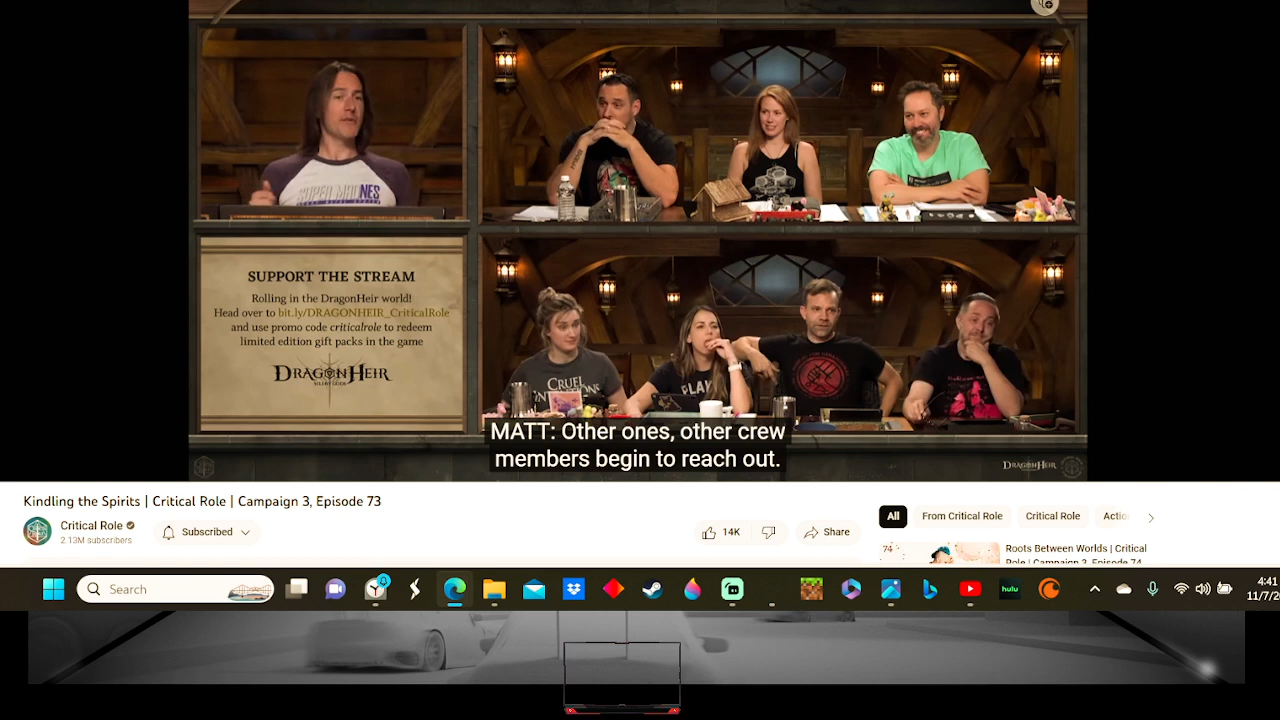 SUPER MADNES
SUPPORT THE STREAM
Rolling in the DragonHeir world!
Head over to bit.ly/DRAGONHEIR_CriticalRole
and use promo code criticalrole to redeem
limited edition gift packs in the game
DRAGONHEIR
SILENT GODS
CRUEL
INTENTIONS
PLAY
MATT: Other ones, other crew
members begin to reach out.
DRAGONHEIR
Kindling the Spirits | Critical Role | Campaign 3, Episode 73
Critical Role
2.13M subscribers
Subscribed
14K
Share
All
From Critical Role
Critical Role
Actio
74
Roots Between Worlds | Critical
Role | Campaign 3, Episode 74
Search
hulu
4:41
11/7/2